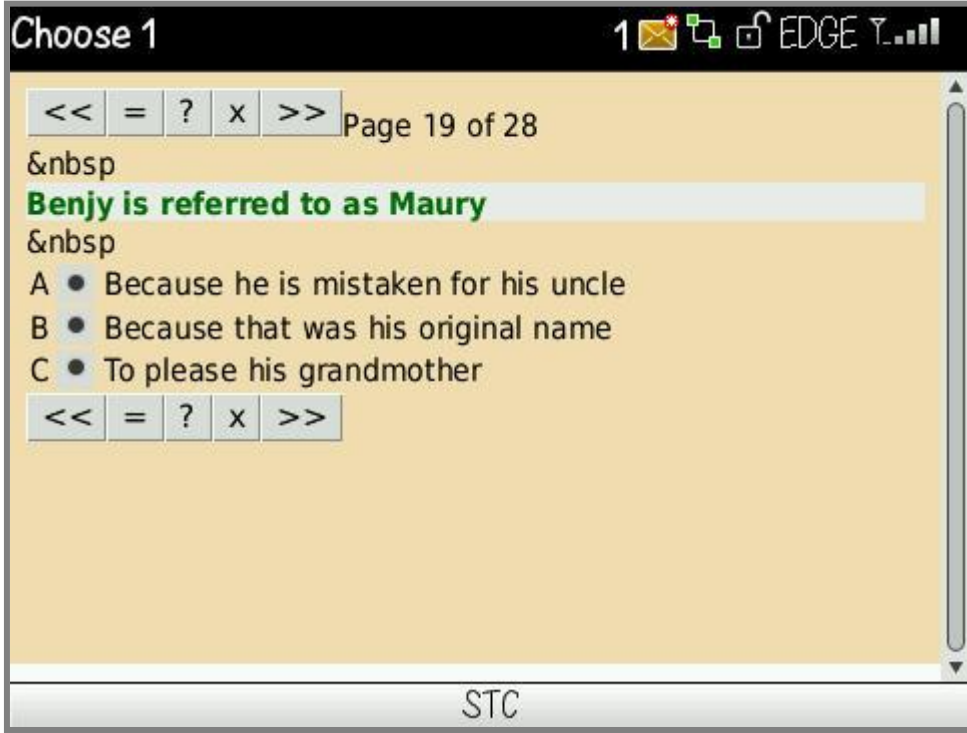 Choose 1 1 EDGE
<< = ? x >> Page 19 of 28
&nbsp
Benjy is referred to as Maury
&nbsp
A Because he is mistaken for his uncle
B Because that was his original name
C To please his grandmother
<< = ? x >>
STC